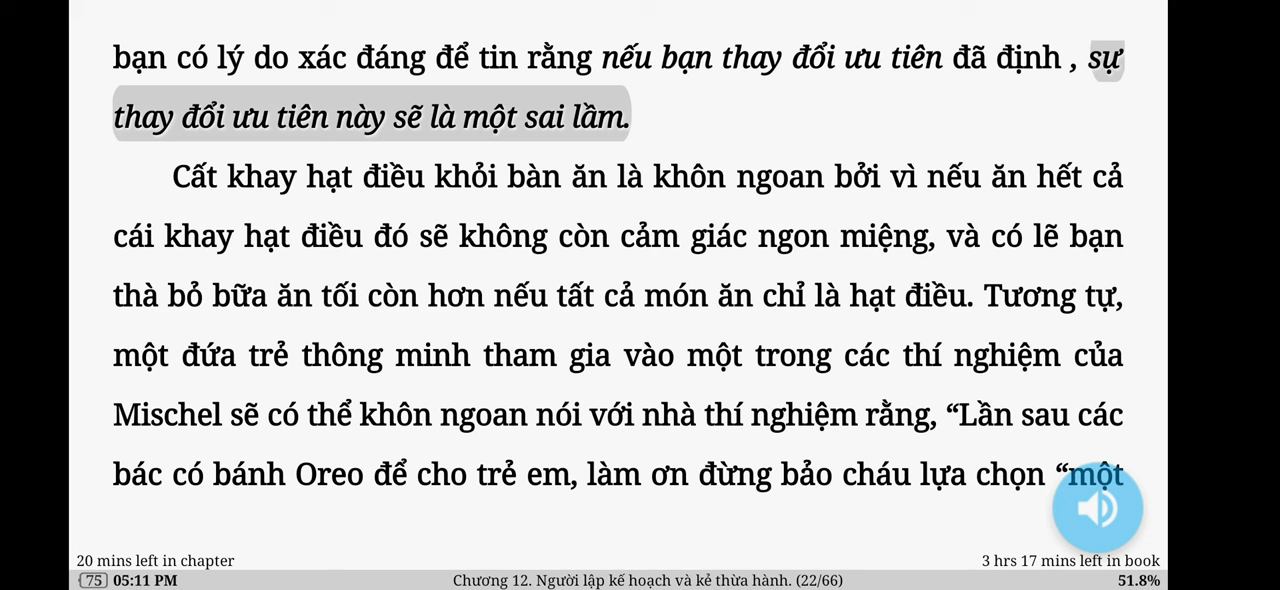 bạn có lý do xác đáng để tin rằng nếu bạn thay đổi ưu tiên đã định , sự
thay đổi ưu tiên này sẽ là một sai lầm.
Cất khay hạt điều khỏi bàn ăn là khôn ngoan bởi vì nếu ăn hết cả
cái khay hạt điều đó sẽ không còn cảm giác ngon miệng, và có lẽ bạn
thà bỏ bữa ăn tối còn hơn nếu tất cả món ăn chỉ là hạt điều. Tương tự,
một đứa trẻ thông minh tham gia vào một trong các thí nghiệm của
Mischel sẽ có thể khôn ngoan nói với nhà thí nghiệm rằng, “Lần sau các
bác có bánh Oreo để cho trẻ em, làm ơn đừng bảo cháu lựa chọn “một
20 mins left in chapter
3 hrs 17 mins left in book
75 05:11 PM
Chương 12. Người lập kế hoạch và kẻ thừa hành. (22/66)
51.8%